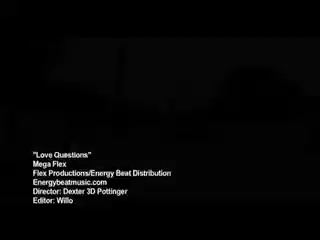 "Love Questions"
Mega Flex
Flex Productions/Energy Beat Distribution
Energybeatmusic.com
Director: Dexter 3D Pottinger
Editor: Willo